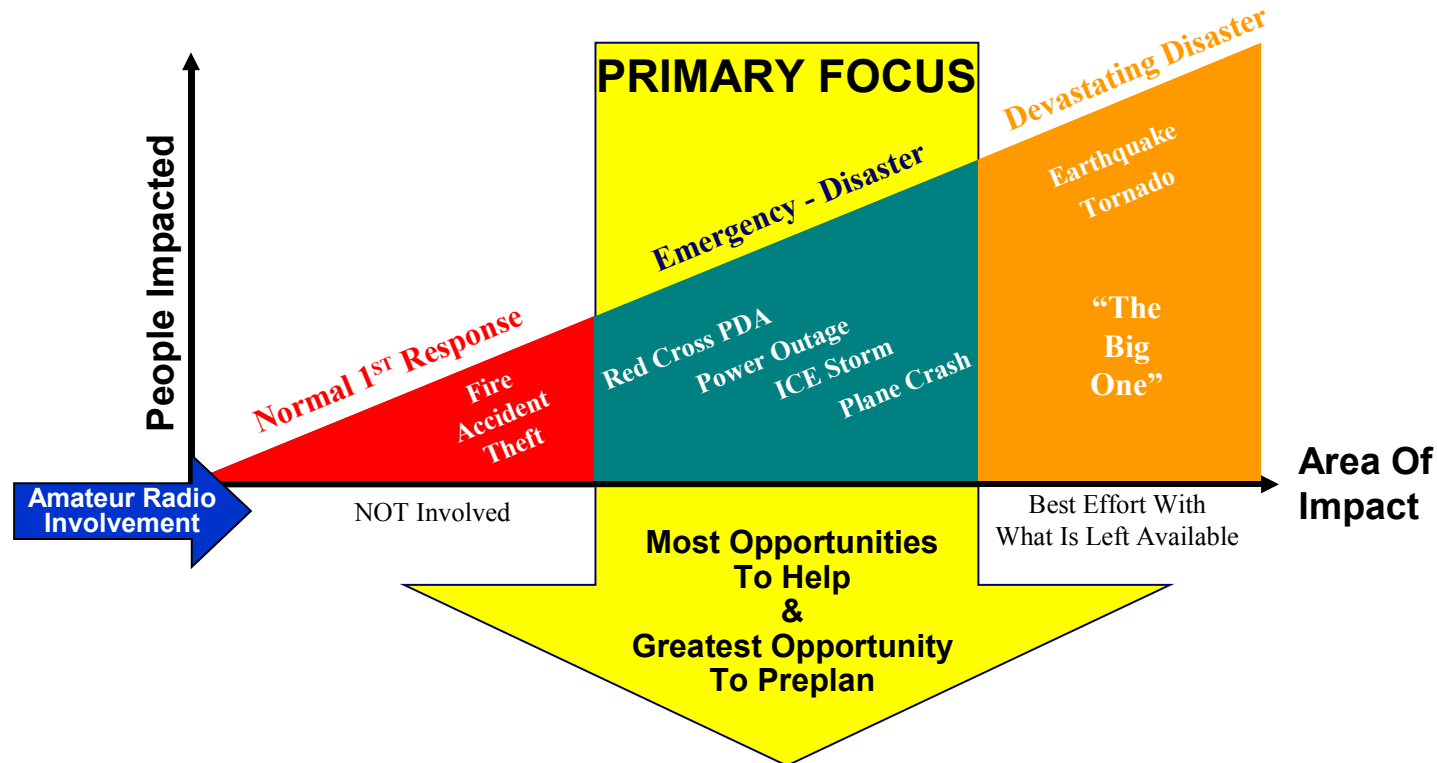 PRIMARY FOCUS
Devastating Disaster
Earthquake
Tornado
People Impacted
Emergency - Disaster
“The
Big
One”
Normal 1ST Response
Fire
Accident
Theft
Red Cross PDA
Power Outage
ICE Storm
Plane Crash
Area Of
Impact
Amateur Radio
Involvement
NOT Involved
Best Effort With
What Is Left Available
Most Opportunities
To Help
&
Greatest Opportunity
To Preplan